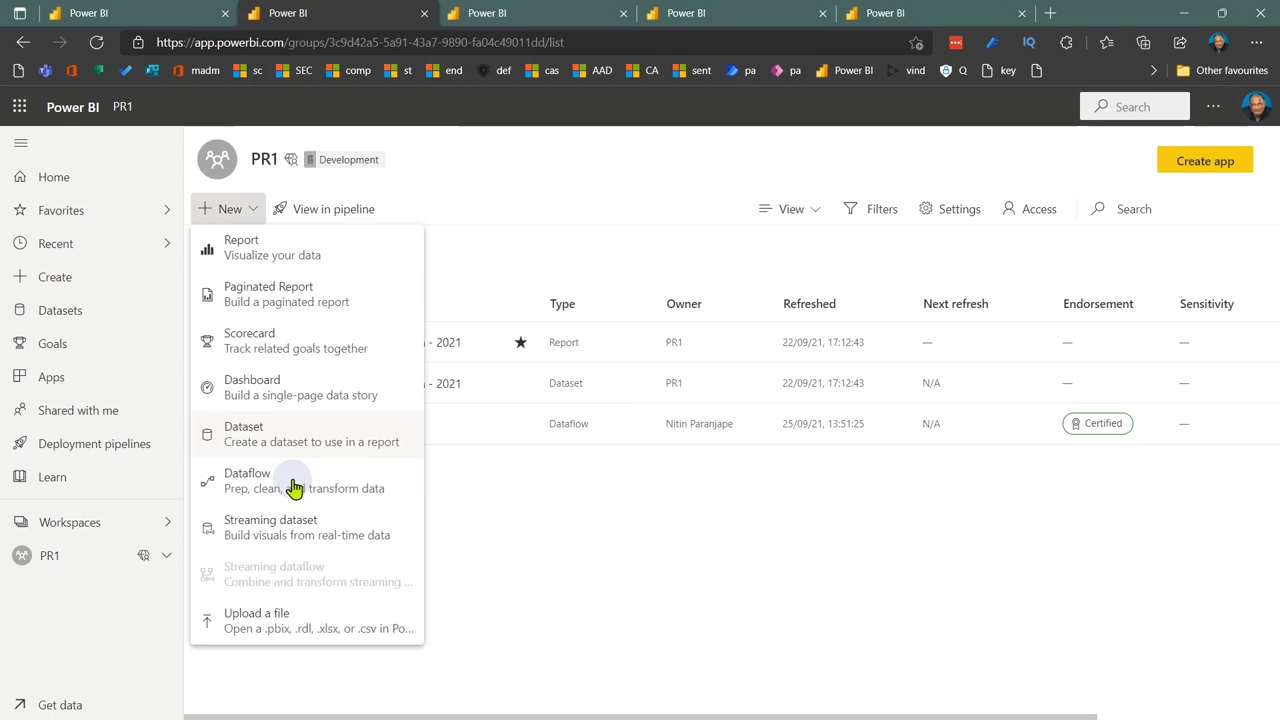 Power BI
Power BI
Power BI
Power BI
Power BI
https://app.powerbi.com/groups/3c9d42a5-5a91-43a7-9890-fa04c49011dd/list
madm
sc
SEC
comp
st
end
def
cas
AAD
CA
sent
pa
pa
Power BI
vind
Q
key
Other favourites
Power BI PR1
Search
Home
Favorites
Recent
Create
Datasets
Goals
Apps
Shared with me
Deployment pipelines
Learn
Workspaces
PR1
Get data
PR1
Development
Create app
New
View in pipeline
View
Filters
Settings
Access
Search
Report
Visualize your data
Paginated Report
Build a paginated report
Scorecard
Track related goals together
Dashboard
Build a single-page data story
Dataset
Create a dataset to use in a report
Dataflow
Prep, clean, transform data
Streaming dataset
Build visuals from real-time data
Streaming dataflow
Combine and transform streaming ...
Upload a file
Open a .pbix, .rdl, .xlsx, or .csv in Po...
Type Owner Refreshed Next refresh Endorsement Sensitivity
- 2021 Report PR1 22/09/21, 17:12:43 — — —
- 2021 Dataset PR1 22/09/21, 17:12:43 N/A — —
Dataflow Nitin Paranjape 25/09/21, 13:51:25 N/A Certified —